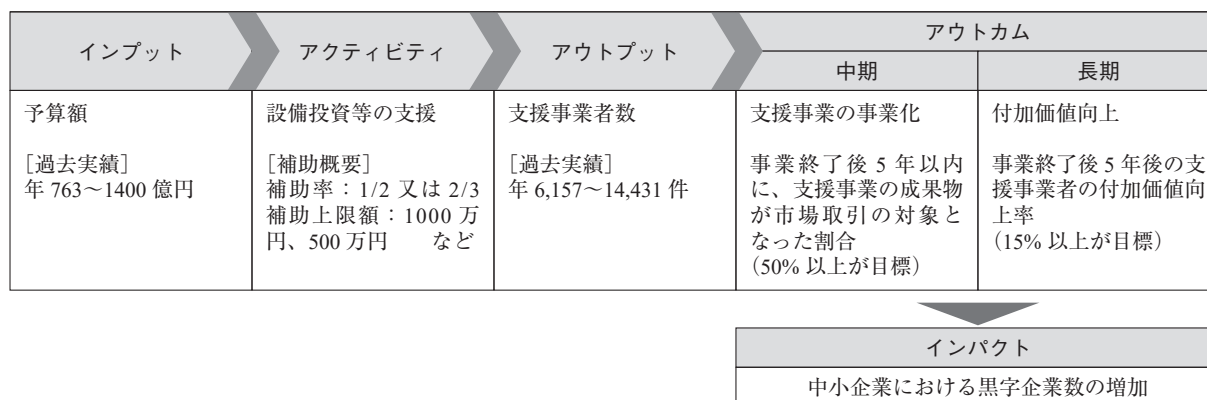 インプット
アクティビティ
アウトプット
アウトカム
中期
長期
予算額
[過去実績]
年 763～1400 億円
設備投資等の支援
[補助概要]
補助率：1/2 又は 2/3
補助上限額：1000 万
円、500 万円 など
支援事業者数
[過去実績]
年 6,157～14,431 件
支援事業の事業化
事業終了後 5 年以内
に、支援事業の成果物
が市場取引の対象と
なった割合
(50% 以上が目標)
付加価値向上
事業終了後 5 年後の支
援事業者の付加価値向
上率
(15% 以上が目標)
インパクト
中小企業における黒字企業数の増加